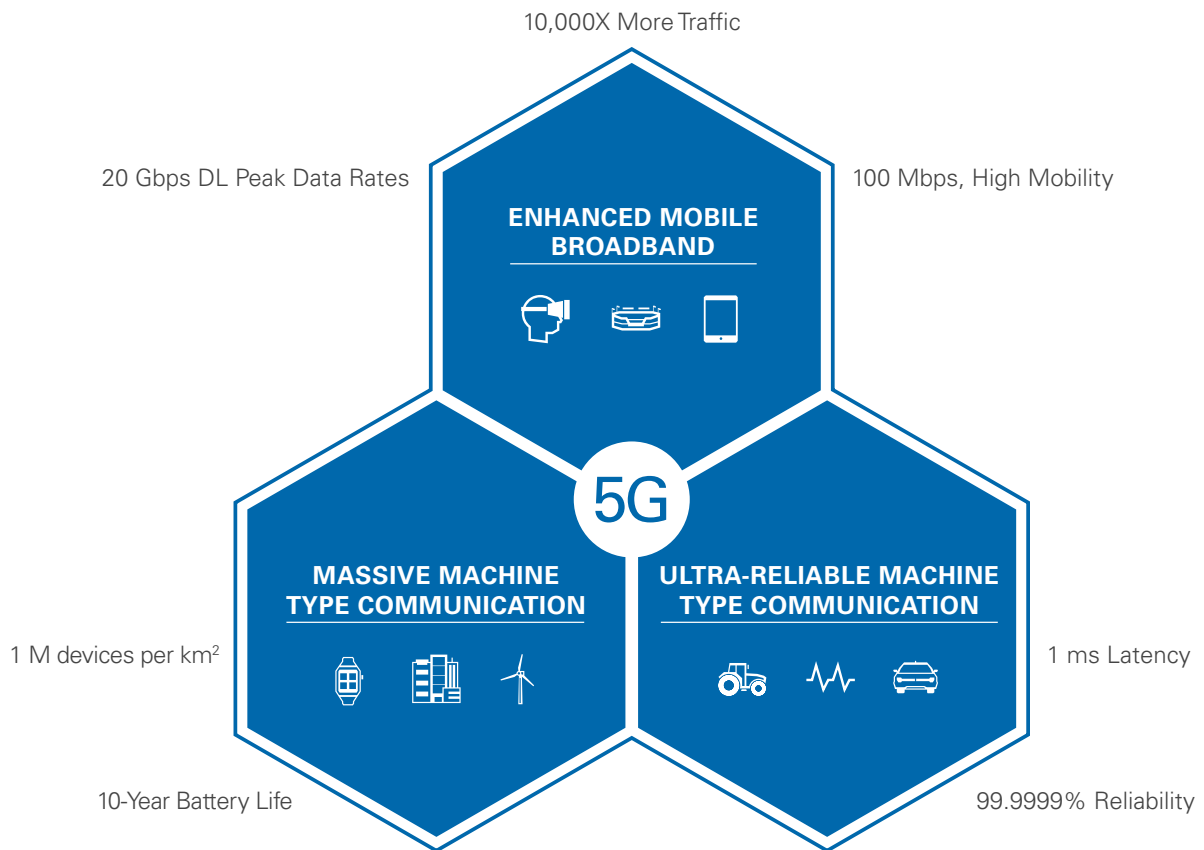 10,000X More Traffic
20 Gbps DL Peak Data Rates
100 Mbps, High Mobility
ENHANCED MOBILE
BROADBAND
5G
MASSIVE MACHINE
TYPE COMMUNICATION
ULTRA-RELIABLE MACHINE
TYPE COMMUNICATION
1 M devices per km²
1 ms Latency
10-Year Battery Life
99.9999% Reliability